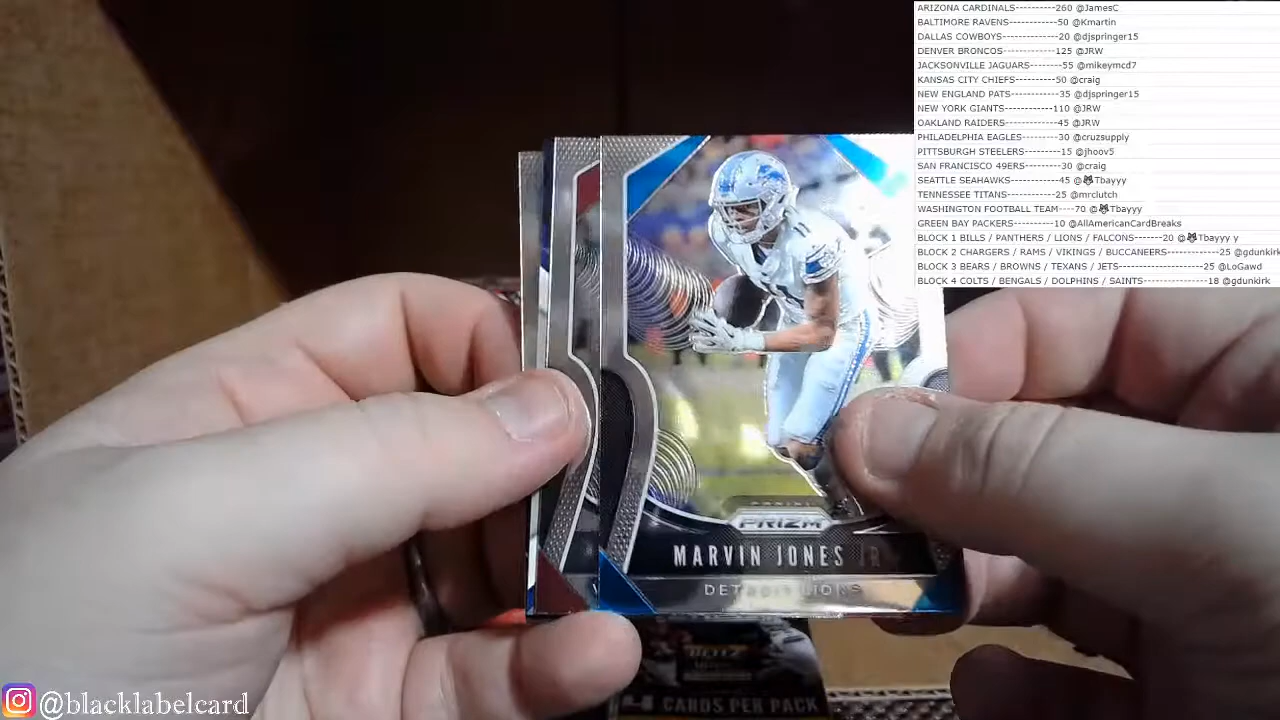 ARIZONA CARDINALS----------260 @JamesC
BALTIMORE RAVENS-----------50 @Kmartin
DALLAS COWBOYS-------------20 @djspringer15
DENVER BRONCOS-------------125 @JRW
JACKSONVILLE JAGUARS--------55 @mikeymcd7
KANSAS CITY CHIEFS----------50 @craig
NEW ENGLAND PATS-----------35 @djspringer15
NEW YORK GIANTS------------110 @JRW
OAKLAND RAIDERS------------45 @JRW
PHILADELPHIA EAGLES---------30 @cruzsupply
PITTSBURGH STEELERS---------15 @jhoov5
SAN FRANCISCO 49ERS---------30 @craig
SEATTLE SEAHAWKS-----------45 @😈Tbayyy
TENNESSEE TITANS------------25 @mrclutch
WASHINGTON FOOTBALL TEAM----70 @😈Tbayyy
GREEN BAY PACKERS----------10 @AllAmericanCardBreaks
BLOCK 1 BILLS / PANTHERS / LIONS / FALCONS-------20 @😈Tbayyy y
BLOCK 2 CHARGERS / RAMS / VIKINGS / BUCCANEERS-------------25 @gdunkirk
BLOCK 3 BEARS / BROWNS / TEXANS / JETS---------------------25 @LoGawd
BLOCK 4 COLTS / BENGALS / DOLPHINS / SAINTS----------------18 @gdunkirk
11
PANINI
PRIZM
MARVIN JONES JR
DETROIT LIONS
BLITZ
CARDS PER PACK
@blacklabelcard